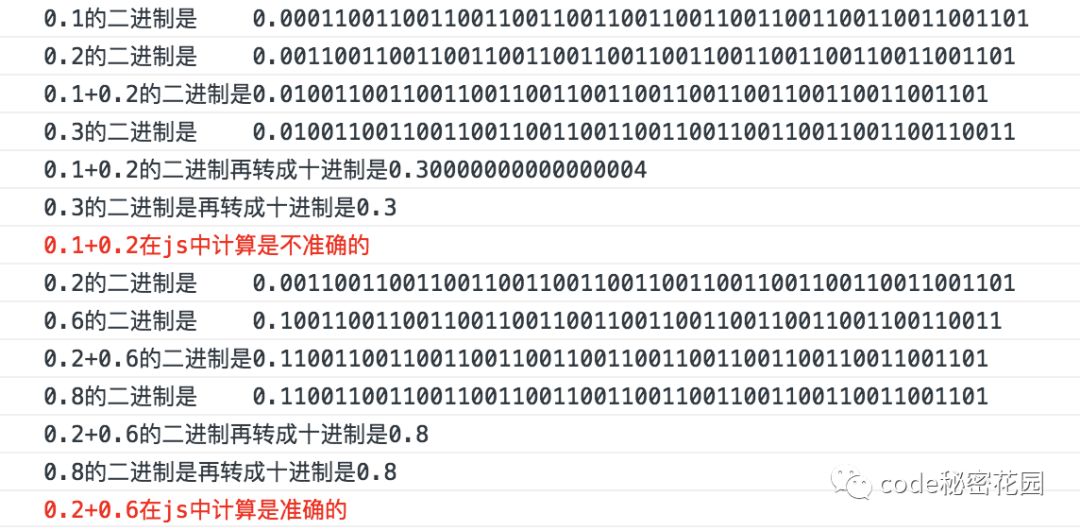 0.1的二进制是 0.0001100110011001100110011001100110011001100110011001101
0.2的二进制是 0.001100110011001100110011001100110011001100110011001101
0.1+0.2的二进制是0.0100110011001100110011001100110011001100110011001101
0.3的二进制是 0.010011001100110011001100110011001100110011001100110011
0.1+0.2的二进制再转成十进制是0.30000000000000004
0.3的二进制是再转成十进制是0.3
0.1+0.2在js中计算是不准确的
0.2的二进制是 0.001100110011001100110011001100110011001100110011001101
0.6的二进制是 0.10011001100110011001100110011001100110011001100110011
0.2+0.6的二进制是0.1100110011001100110011001100110011001100110011001101
0.8的二进制是 0.1100110011001100110011001100110011001100110011001101
0.2+0.6的二进制再转成十进制是0.8
0.8的二进制是再转成十进制是0.8
0.2+0.6在js中计算是准确的
code秘密花园